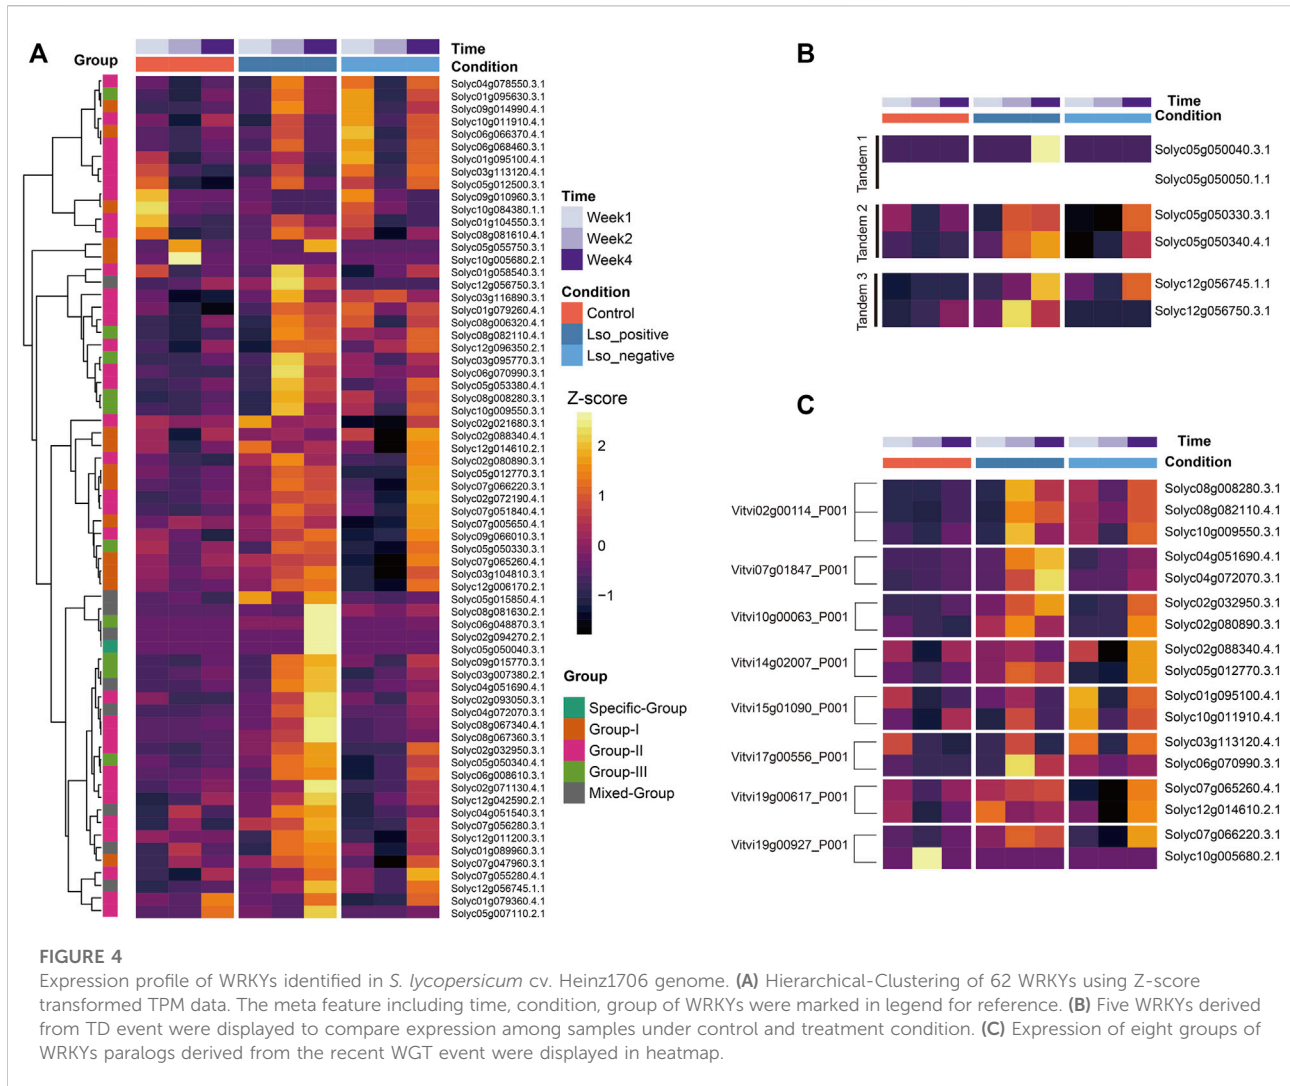 A
Group
Time
Condition
Solyc04g078550.3.1
Solyc01g095630.3.1
Solyc09g014990.4.1
Solyc10g011910.4.1
Solyc06g066370.4.1
Solyc06g068460.3.1
Solyc01g095100.4.1
Solyc03g113120.4.1
Solyc05g012500.3.1
Solyc09g010960.3.1
Solyc10g084380.1.1
Solyc01g104550.3.1
Solyc08g081610.4.1
Solyc05g055750.3.1
Solyc10g005680.2.1
Solyc01g058540.3.1
Solyc12g056750.3.1
Solyc03g116890.3.1
Solyc01g079260.4.1
Solyc08g006320.4.1
Solyc08g082110.4.1
Solyc12g096350.2.1
Solyc03g095770.3.1
Solyc06g070990.3.1
Solyc05g053380.4.1
Solyc08g008280.3.1
Solyc10g009550.3.1
Solyc02g021680.3.1
Solyc02g088340.4.1
Solyc12g014610.2.1
Solyc02g080890.3.1
Solyc05g012770.3.1
Solyc07g066220.3.1
Solyc02g072190.4.1
Solyc07g051840.4.1
Solyc07g005650.4.1
Solyc09g066010.3.1
Solyc05g050330.3.1
Solyc07g065260.4.1
Solyc03g104810.3.1
Solyc12g006170.2.1
Solyc05g015850.4.1
Solyc08g081630.2.1
Solyc06g048870.3.1
Solyc02g094270.2.1
Solyc05g050040.3.1
Solyc09g015770.3.1
Solyc03g007380.2.1
Solyc04g051690.4.1
Solyc02g093050.3.1
Solyc04g072070.3.1
Solyc08g067340.4.1
Solyc08g067360.3.1
Solyc02g032950.3.1
Solyc05g050340.4.1
Solyc06g008610.3.1
Solyc02g071130.4.1
Solyc12g042590.2.1
Solyc04g051540.3.1
Solyc07g056280.3.1
Solyc12g011200.3.1
Solyc01g089960.3.1
Solyc07g047960.3.1
Solyc07g055280.4.1
Solyc12g056745.1.1
Solyc01g079360.4.1
Solyc05g007110.2.1
Time
Week1
Week2
Week4
Condition
Control
Lso_positive
Lso_negative
Z-score
2
1
0
−1
Group
Specific-Group
Group-I
Group-II
Group-III
Mixed-Group
B
Time
Condition
Tandem 1
Solyc05g050040.3.1
Solyc05g050050.1.1
Tandem 2
Solyc05g050330.3.1
Solyc05g050340.4.1
Tandem 3
Solyc12g056745.1.1
Solyc12g056750.3.1
C
Time
Condition
Vitvi02g00114_P001
Solyc08g008280.3.1
Solyc08g082110.4.1
Solyc10g009550.3.1
Vitvi07g01847_P001
Solyc04g051690.4.1
Solyc04g072070.3.1
Vitvi10g00063_P001
Solyc02g032950.3.1
Solyc02g080890.3.1
Vitvi14g02007_P001
Solyc02g088340.4.1
Solyc05g012770.3.1
Vitvi15g01090_P001
Solyc01g095100.4.1
Solyc10g011910.4.1
Vitvi17g00556_P001
Solyc03g113120.4.1
Solyc06g070990.3.1
Vitvi19g00617_P001
Solyc07g065260.4.1
Solyc12g014610.2.1
Vitvi19g00927_P001
Solyc07g066220.3.1
Solyc10g005680.2.1
FIGURE 4
Expression profile of WRKYs identified in S. lycopersicum cv. Heinz1706 genome. (A) Hierarchical-Clustering of 62 WRKYs using Z-score
transformed TPM data. The meta feature including time, condition, group of WRKYs were marked in legend for reference. (B) Five WRKYs derived
from TD event were displayed to compare expression among samples under control and treatment condition. (C) Expression of eight groups of
WRKYs paralogs derived from the recent WGT event were displayed in heatmap.